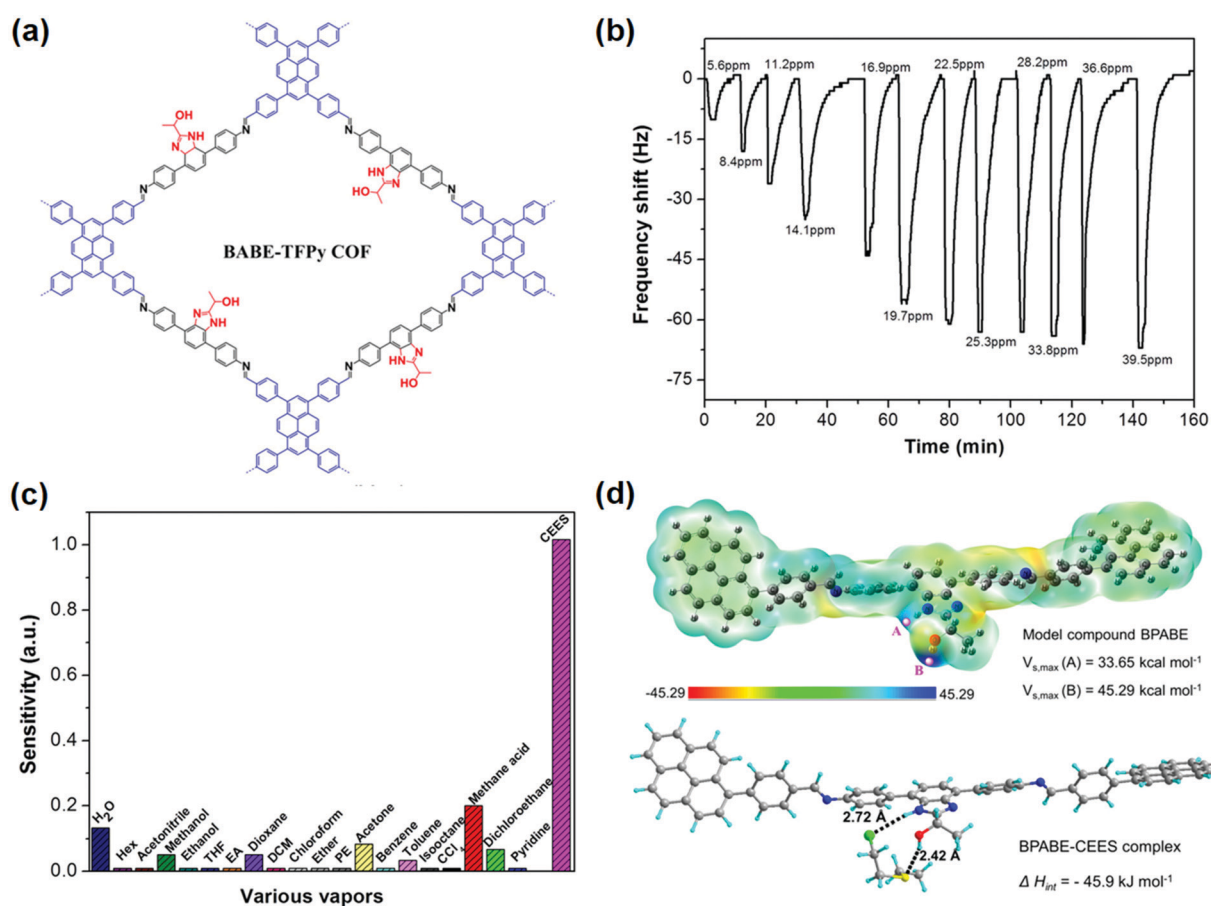 (a)
OH
N
NH
N
N
OH
NH
N
HN
N
HO
N
N
BABE-TFPy COF
N
OH
N
NH
N
N
N
HN
HO
N
N
(b)
Frequency shift (Hz)
0
-15
-30
-45
-60
-75
5.6ppm
11.2ppm
16.9ppm
22.5ppm
28.2ppm
36.6ppm
8.4ppm
14.1ppm
19.7ppm
25.3ppm
33.8ppm
39.5ppm
0
20
40
60
80
100
120
140
160
Time (min)
(c)
Sensitivity (a.u.)
1.0
0.8
0.6
0.4
0.2
0.0
H2O
Hex
Acetonitrile
Methanol
Ethanol
THF
EA
Dioxane
DCM
Chloroform
Ether
PE
Acetone
Benzene
Toluene
Isooctane
CCl4
Methane acid
Dichloroethane
Pyridine
CEES
Various vapors
(d)
A
B
Model compound BPABE
Vs,max (A) = 33.65 kcal mol-1
Vs,max (B) = 45.29 kcal mol-1
-45.29
45.29
2.72 Å
2.42 Å
BPABE-CEES complex
Δ Hint = - 45.9 kJ mol-1